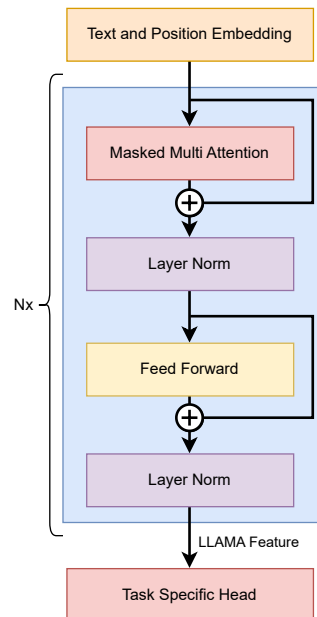 Text and Position Embedding
Masked Multi Attention
Layer Norm
Nx
Feed Forward
Layer Norm
LLAMA Feature
Task Specific Head